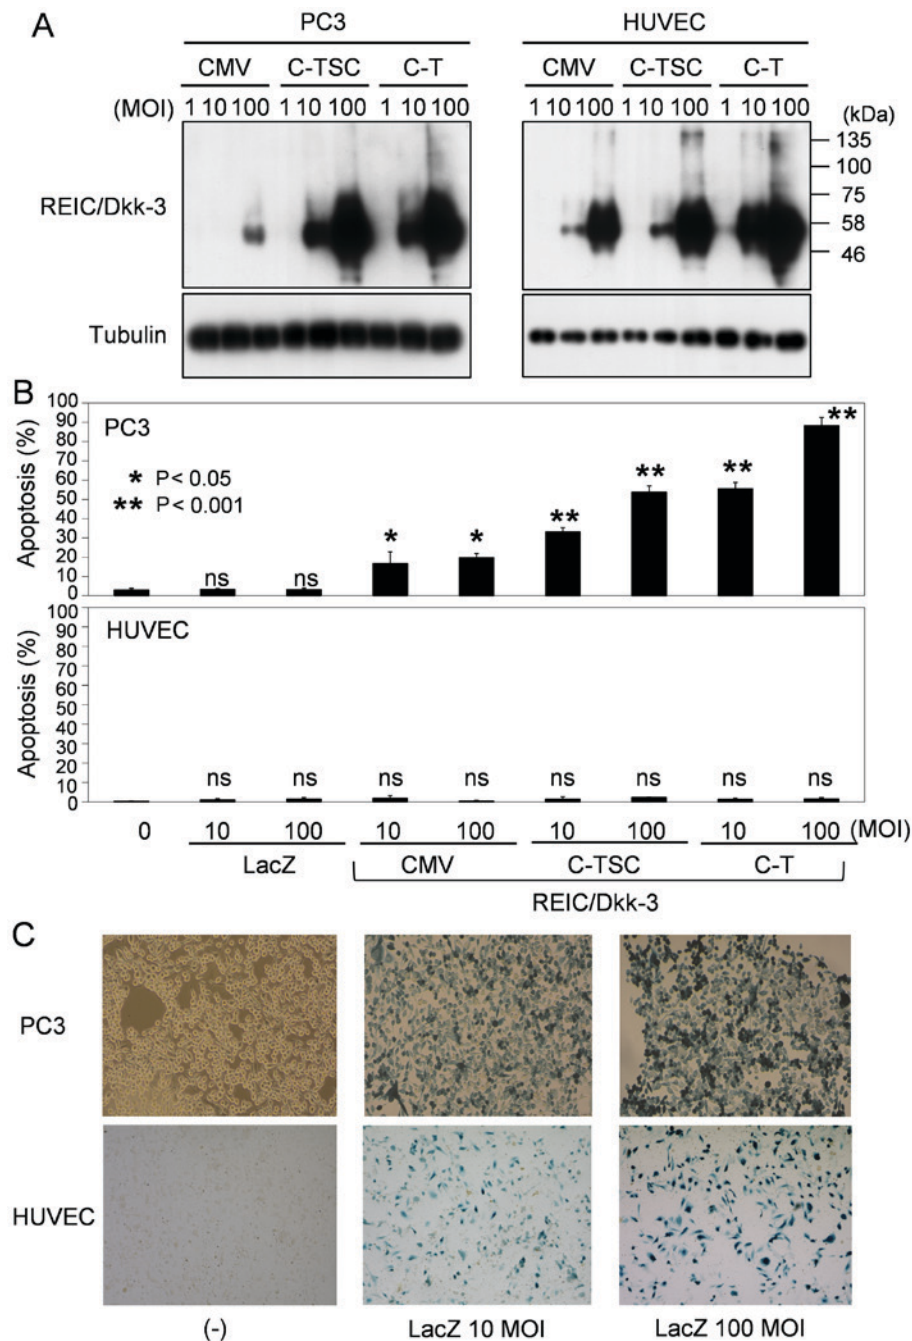 A
PC3 HUVEC
CMV C-TSC C-T CMV C-TSC C-T
(MOI) 1 10 100 1 10 100 1 10 100 1 10 100 1 10 100 1 10 100 (kDa)
135
100
75
REIC/Dkk-3
58
46
Tubulin
B
Apoptosis (%)
100
90
80
70
60
50
40
30
20
10
0
PC3
* P< 0.05
** P< 0.001
ns ns * * ** ** ** **
Apoptosis (%)
100
90
80
70
60
50
40
30
20
10
0
HUVEC
ns ns ns ns ns ns ns ns
0 10 100 10 100 10 100 10 100 (MOI)
LacZ CMV C-TSC C-T
REIC/Dkk-3
C
PC3
HUVEC
(-) LacZ 10 MOI LacZ 100 MOI